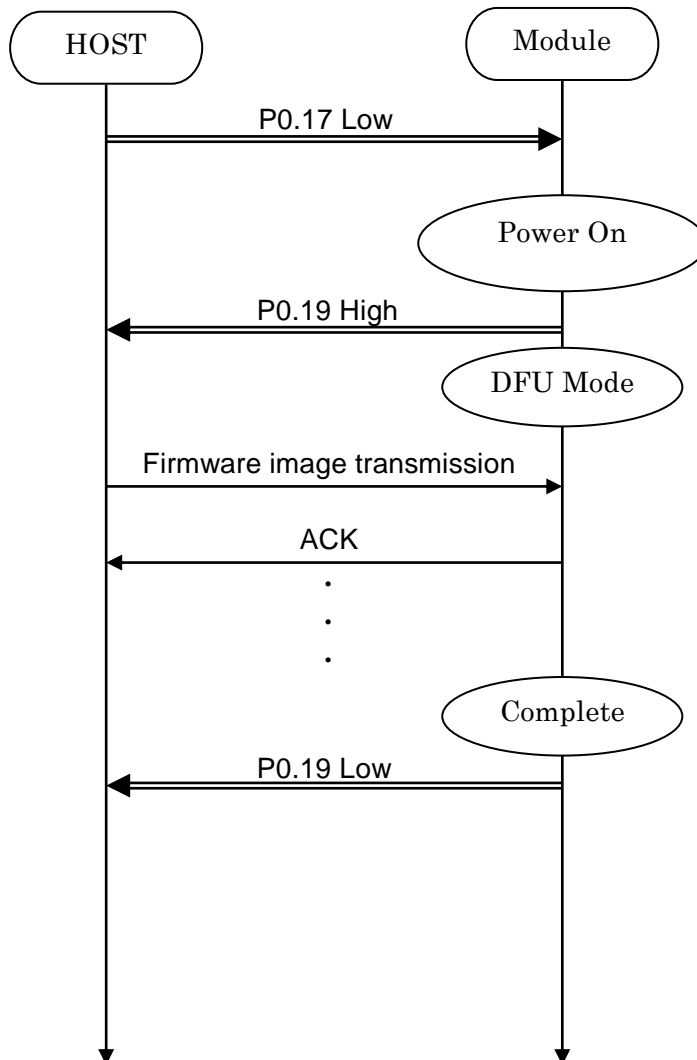 HOST
Module
P0.17 Low
Power On
P0.19 High
DFU Mode
Firmware image transmission
ACK
.
.
.
Complete
P0.19 Low